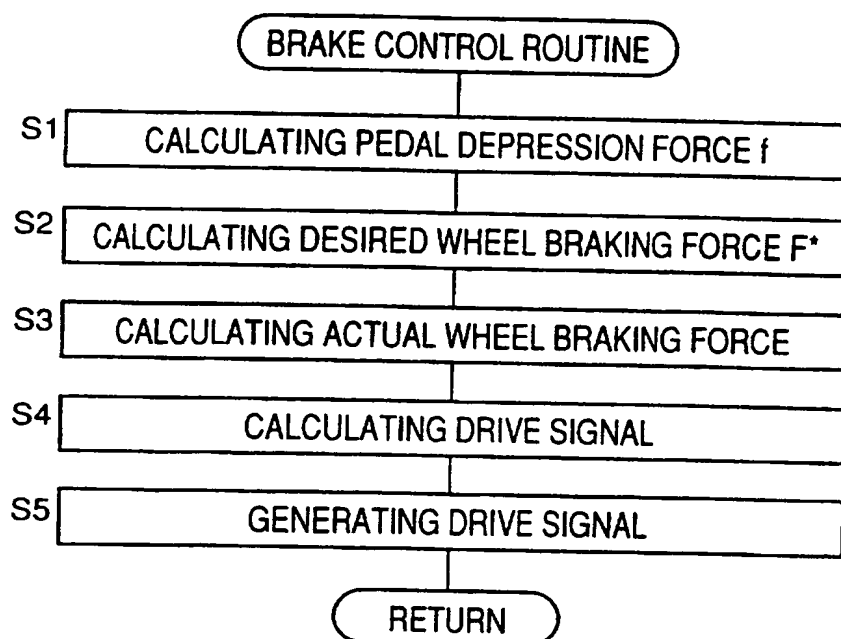 BRAKE CONTROL ROUTINE
S1 CALCULATING PEDAL DEPRESSION FORCE f
S2 CALCULATING DESIRED WHEEL BRAKING FORCE F*
S3 CALCULATING ACTUAL WHEEL BRAKING FORCE
S4 CALCULATING DRIVE SIGNAL
S5 GENERATING DRIVE SIGNAL
RETURN